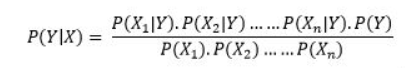 P(Y|X) = P(X₁|Y).P(X₂|Y) ... ... P(Xₙ|Y).P(Y)
P(X₁).P(X₂) ... ... P(Xₙ)